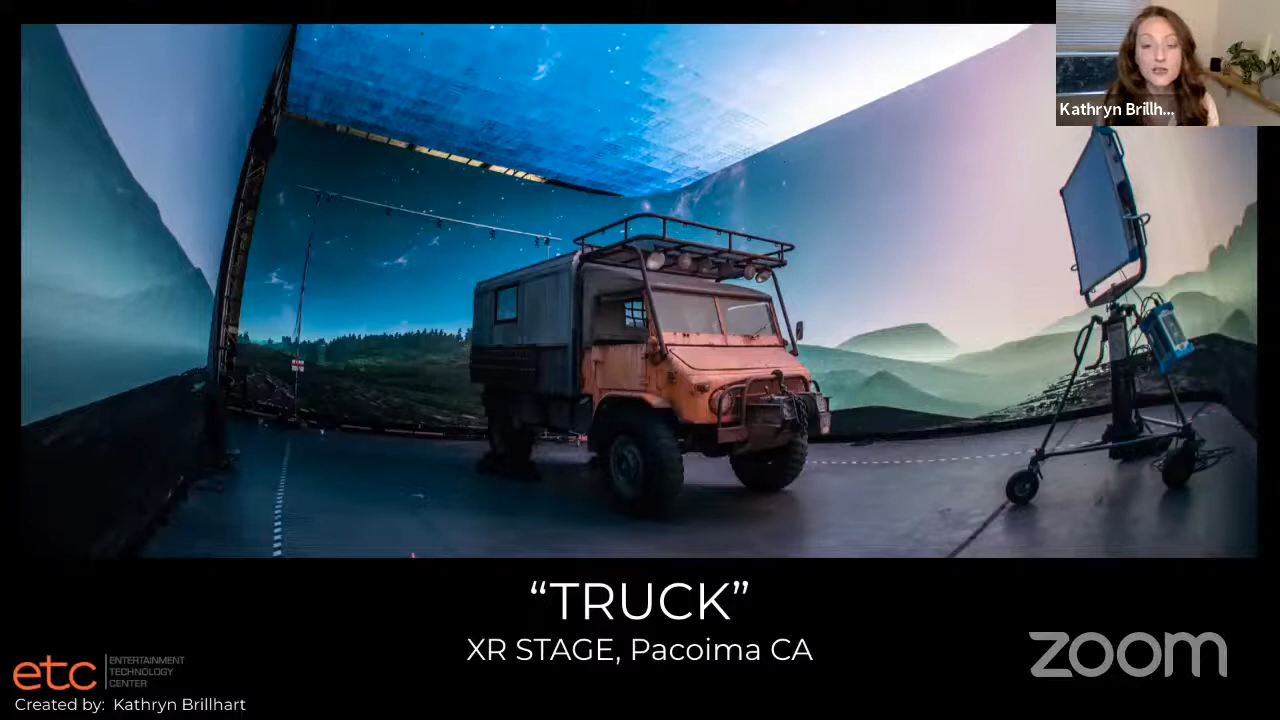 Kathryn Brillh...
“TRUCK”
XR STAGE, Pacoima CA
etc
ENTERTAINMENT
TECHNOLOGY
CENTER
Created by: Kathryn Brillhart
zoom